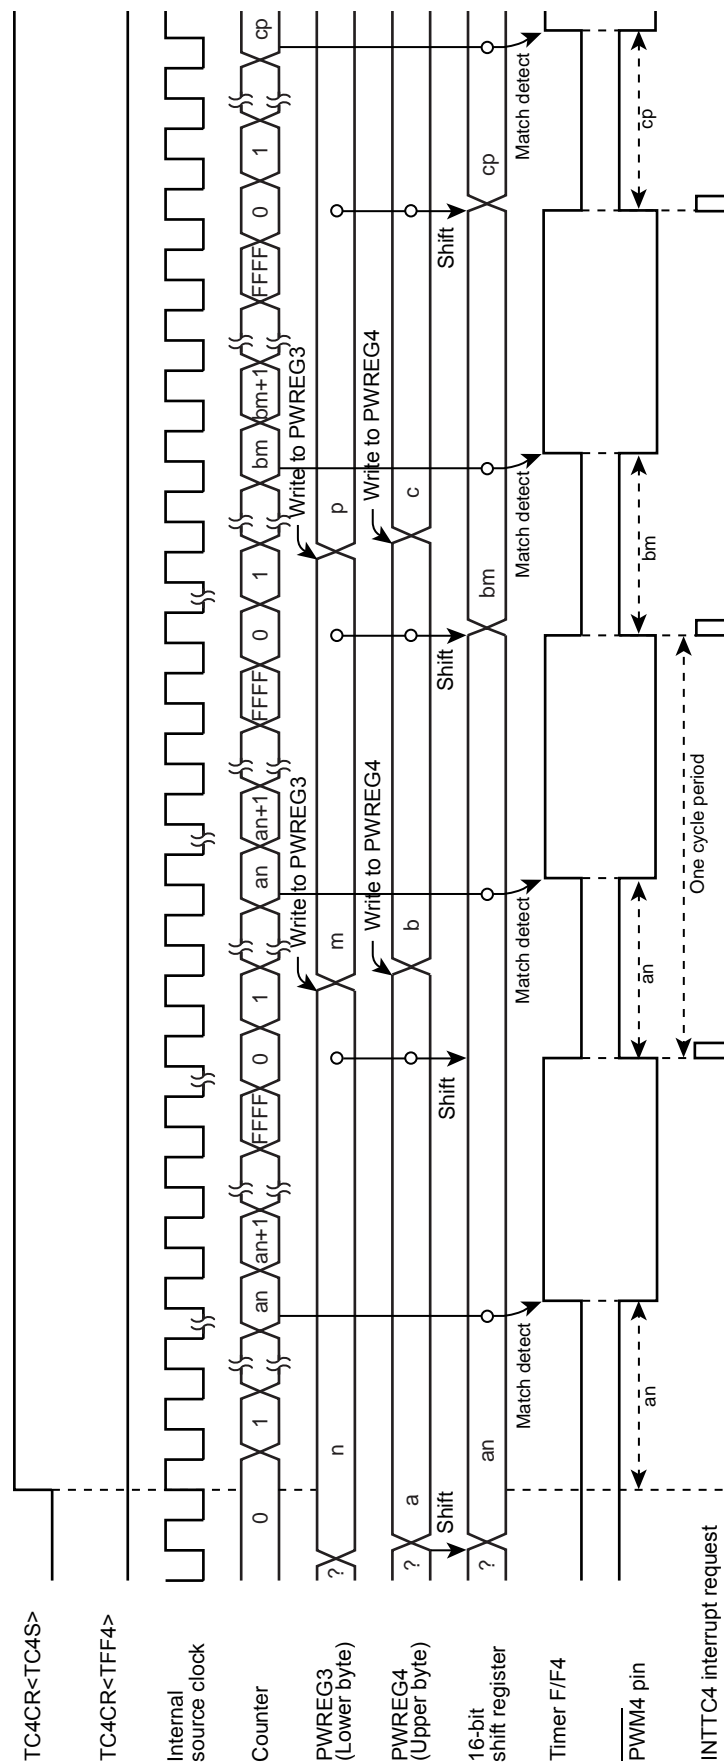 TC4CR<TC4S>
TC4CR<TFF4>
Internal
source clock
Counter
0 1 an an+1 FFFF 0 1 an an+1 FFFF 0 1 bm bm+1 FFFF 0 1 cp
Write to PWREG3 Write to PWREG3
PWREG3
(Lower byte)
? n m p
Write to PWREG4 Write to PWREG4
PWREG4
(Upper byte)
? a b c
Shift Shift Shift Shift
16-bit
shift register
? an bm cp
Match detect Match detect Match detect Match detect
Timer F/F4
PWM4 pin
an an bm cp
One cycle period
INTTC4 interrupt request